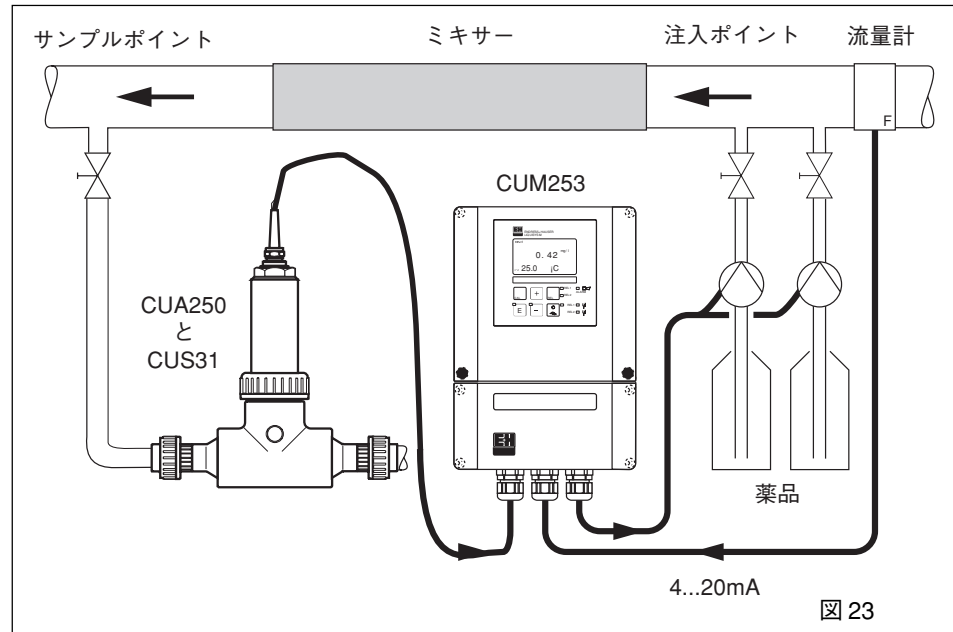 サンプルポイント
ミキサー
注入ポイント
流量計
F
CUM253
0. 42 mg/l
25.0 ¡C
+
E
−
CUA250
と
CUS31
E+H
薬品
4...20mA
図 23